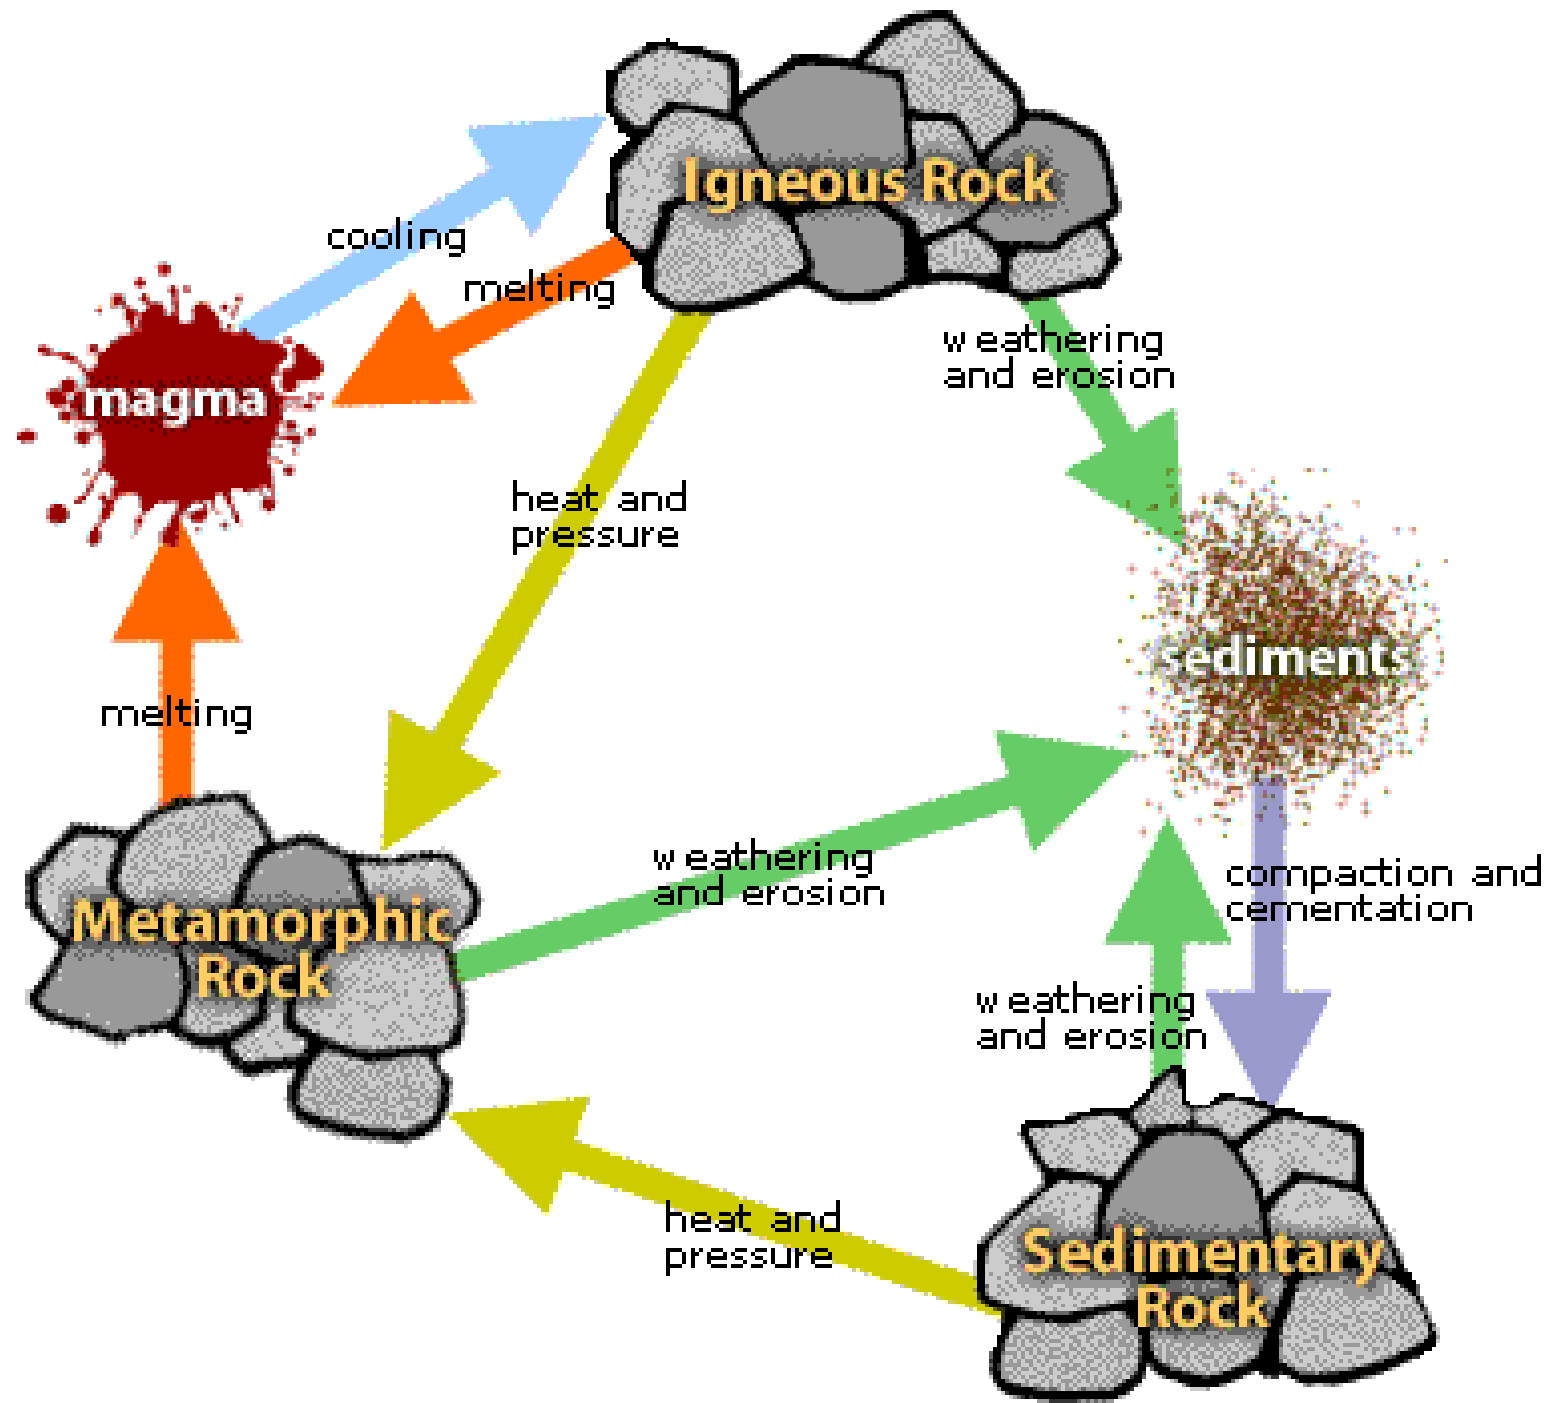 Igneous Rock
cooling
melting
weathering
and erosion
magma
heat and
pressure
sediments
melting
weathering
and erosion
compaction and
cementation
Metamorphic
Rock
weathering
and erosion
heat and
pressure
Sedimentary
Rock